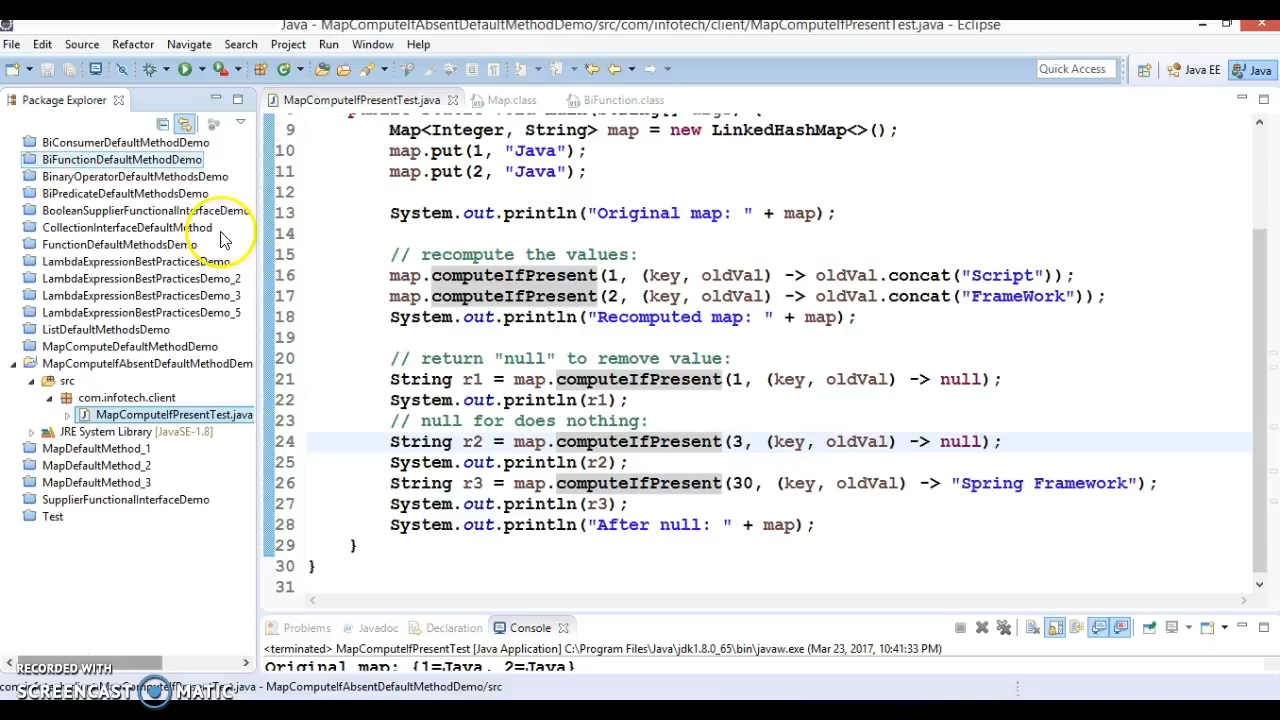 Java - MapComputeIfAbsentDefaultMethodDemo/src/com/infotech/client/MapComputeIfPresentTest.java - Eclipse
File Edit Source Refactor Navigate Search Project Run Window Help
Quick Access Java EE Java
Package Explorer
MapComputeIfPresentTest.java Map.class BiFunction.class
BiConsumerDefaultMethodDemo
BiFunctionDefaultMethodDemo
BinaryOperatorDefaultMethodsDemo
BiPredicateDefaultMethodsDemo
BooleanSupplierFunctionalInterfaceDemo
CollectionInterfaceDefaultMethod
FunctionDefaultMethodsDemo
LambdaExpressionBestPracticesDemo
LambdaExpressionBestPracticesDemo_2
LambdaExpressionBestPracticesDemo_3
LambdaExpressionBestPracticesDemo_5
ListDefaultMethodsDemo
MapComputeDefaultMethodDemo
MapComputeIfAbsentDefaultMethodDem
src
com.infotech.client
MapComputeIfPresentTest.java
JRE System Library [JavaSE-1.8]
MapDefaultMethod_1
MapDefaultMethod_2
MapDefaultMethod_3
SupplierFunctionalInterfaceDemo
Test
9 Map<Integer, String> map = new LinkedHashMap<>();
10 map.put(1, "Java");
11 map.put(2, "Java");
12
13 System.out.println("Original map: " + map);
14
15 // recompute the values:
16 map.computeIfPresent(1, (key, oldVal) -> oldVal.concat("Script"));
17 map.computeIfPresent(2, (key, oldVal) -> oldVal.concat("FrameWork"));
18 System.out.println("Recomputed map: " + map);
19
20 // return "null" to remove value:
21 String r1 = map.computeIfPresent(1, (key, oldVal) -> null);
22 System.out.println(r1);
23 // null for does nothing:
24 String r2 = map.computeIfPresent(3, (key, oldVal) -> null);
25 System.out.println(r2);
26 String r3 = map.computeIfPresent(30, (key, oldVal) -> "Spring Framework");
27 System.out.println(r3);
28 System.out.println("After null: " + map);
29 }
30 }
31
Problems Javadoc Declaration Console
<terminated> MapComputeIfPresentTest [Java Application] C:\Program Files\Java\jdk1.8.0_65\bin\javaw.exe (Mar 23, 2017, 10:41:33 PM)
Original map: {1=Java, 2=Java}
RECORDED WITH
SCREENCAST MATIC
Test.java - MapComputeIfAbsentDefaultMethodDemo/src